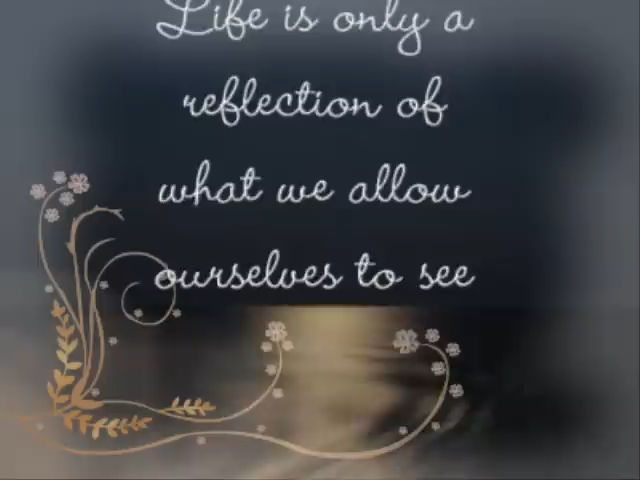 Life is only a
reflection of
what we allow
ourselves to see